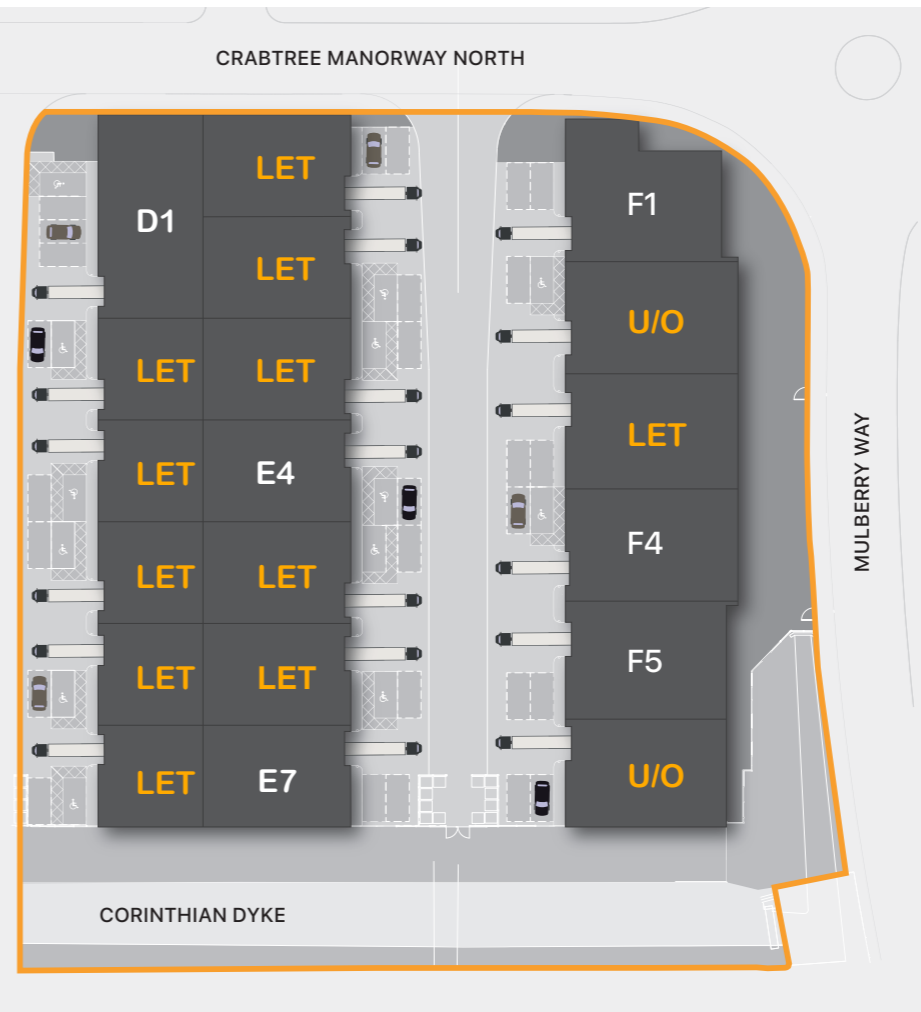 CRABTREE MANORWAY NORTH
LET
D1
F1
LET
U/O
LET
LET
LET
LET
E4
F4
LET
LET
F5
LET
LET
LET
E7
U/O
MULBERRY WAY
CORINTHIAN DYKE